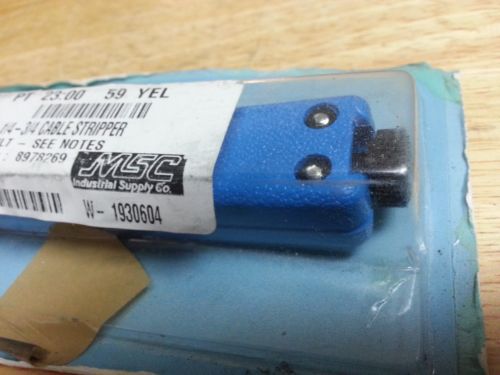 PT 23:00 59 YEL
1/4-3/4 CABLE STRIPPER
LT - SEE NOTES
: 8978269
MSC
Industrial Supply Co.
W- 1930604